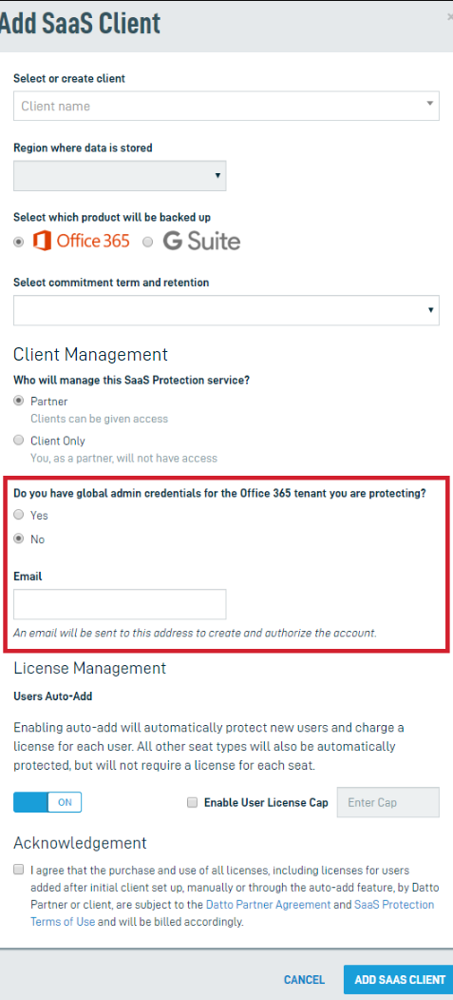 Add SaaS Client
Select or create client
Client name
Region where data is stored
Select which product will be backed up
Office 365 G Suite
Select commitment term and retention
Client Management
Who will manage this SaaS Protection service?
Partner
Clients can be given access
Client Only
You, as a partner, will not have access
Do you have global admin credentials for the Office 365 tenant you are protecting?
Yes
No
Email
An email will be sent to this address to create and authorize the account.
License Management
Users Auto-Add
Enabling auto-add will automatically protect new users and charge a
license for each user. All other seat types will also be automatically
protected, but will not require a license for each seat.
ON Enable User License Cap Enter Cap
Acknowledgement
I agree that the purchase and use of all licenses, including licenses for users
added after initial client set up, manually or through the auto-add feature, by Datto
Partner or client, are subject to the Datto Partner Agreement and SaaS Protection
Terms of Use and will be billed accordingly.
CANCEL ADD SAAS CLIENT